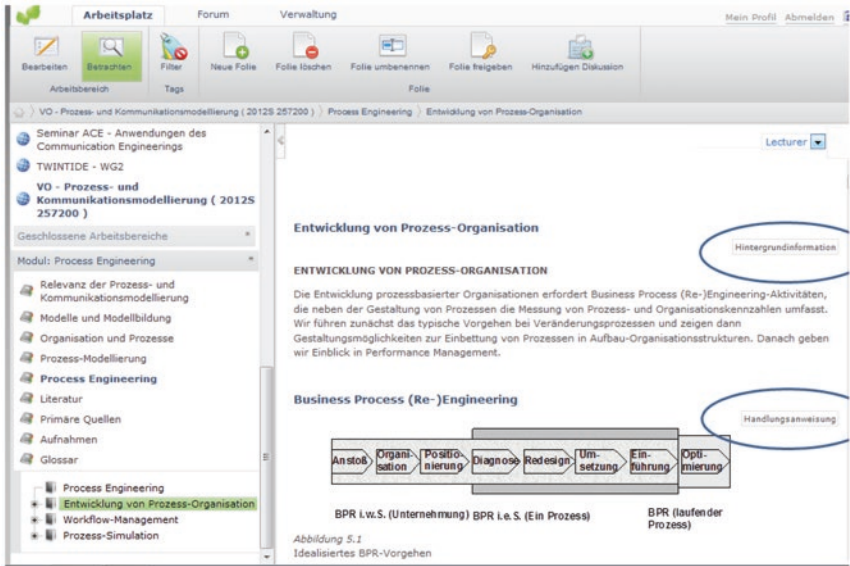 Arbeitsplatz Forum Verwaltung
Mein Profil Abmelden
Bearbeiten Betrachten Filter Neue Folie Folie löschen Folie umbenennen Folie freigeben Hinzufügen Diskussion
Arbeitsbereich Tags Folie
VO - Prozess- und Kommunikationsmodellierung ( 2012S 257200 ) Process Engineering Entwicklung von Prozess-Organisation
Seminar ACE - Anwendungen des
Communication Engineerings
TWINTIDE - WG2
VO - Prozess- und
Kommunikationsmodellierung ( 2012S
257200 )
Geschlossene Arbeitsbereiche
Modul: Process Engineering
Relevanz der Prozess- und
Kommunikationsmodellierung
Modelle und Modellbildung
Organisation und Prozesse
Prozess-Modellierung
Process Engineering
Literatur
Primäre Quellen
Aufnahmen
Glossar
Process Engineering
Entwicklung von Prozess-Organisation
Workflow-Management
Prozess-Simulation
Lecturer
Entwicklung von Prozess-Organisation
Hintergrundinformation
ENTWICKLUNG VON PROZESS-ORGANISATION
Die Entwicklung prozessbasierter Organisationen erfordert Business Process (Re-)Engineering-Aktivitäten,
die neben der Gestaltung von Prozessen die Messung von Prozess- und Organisationskennzahlen umfasst.
Wir führen zunächst das typische Vorgehen bei Veränderungsprozessen und zeigen dann
Gestaltungsmöglichkeiten zur Einbettung von Prozessen in Aufbau-Organisationsstrukturen. Danach geben
wir Einblick in Performance Management.
Business Process (Re-)Engineering
Handlungsanweisung
Anstoß Organi- Positio- Diagnose Redesign Um- Ein- Opti-
sation nierung setzung führung mierung
BPR i.w.S. (Unternehmung) BPR i.e.S. (Ein Prozess) BPR (laufender
Prozess)
Abbildung 5.1
Idealisiertes BPR-Vorgehen